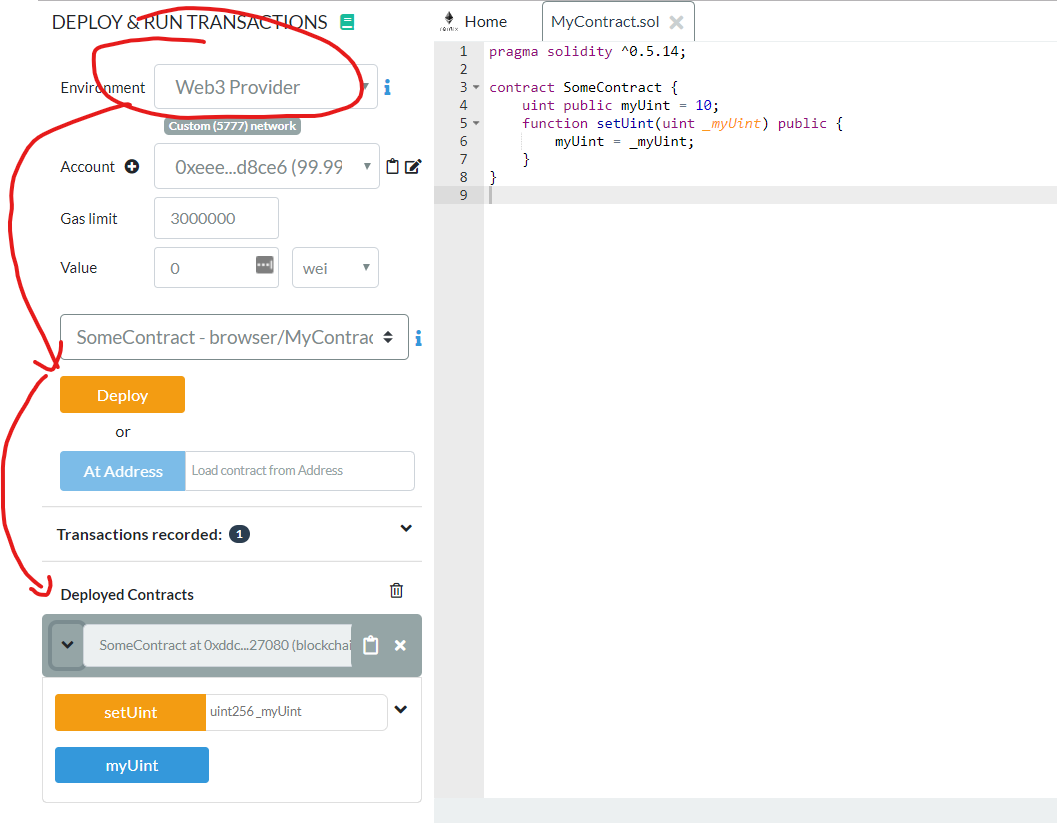 DEPLOY & RUN TRANSACTIONS
Environment
Web3 Provider
Custom (5777) network
Account
0xeee...d8ce6 (99.99
Gas limit
3000000
Value
0
wei
SomeContract - browser/MyContrac
Deploy
or
At Address
Load contract from Address
Transactions recorded: 1
Deployed Contracts
SomeContract at 0xddc...27080 (blockchai
setUint
uint256 _myUint
myUint
Home
MyContract.sol
1 pragma solidity ^0.5.14;
2
3 contract SomeContract {
4 uint public myUint = 10;
5 function setUint(uint _myUint) public {
6 myUint = _myUint;
7 }
8 }
9